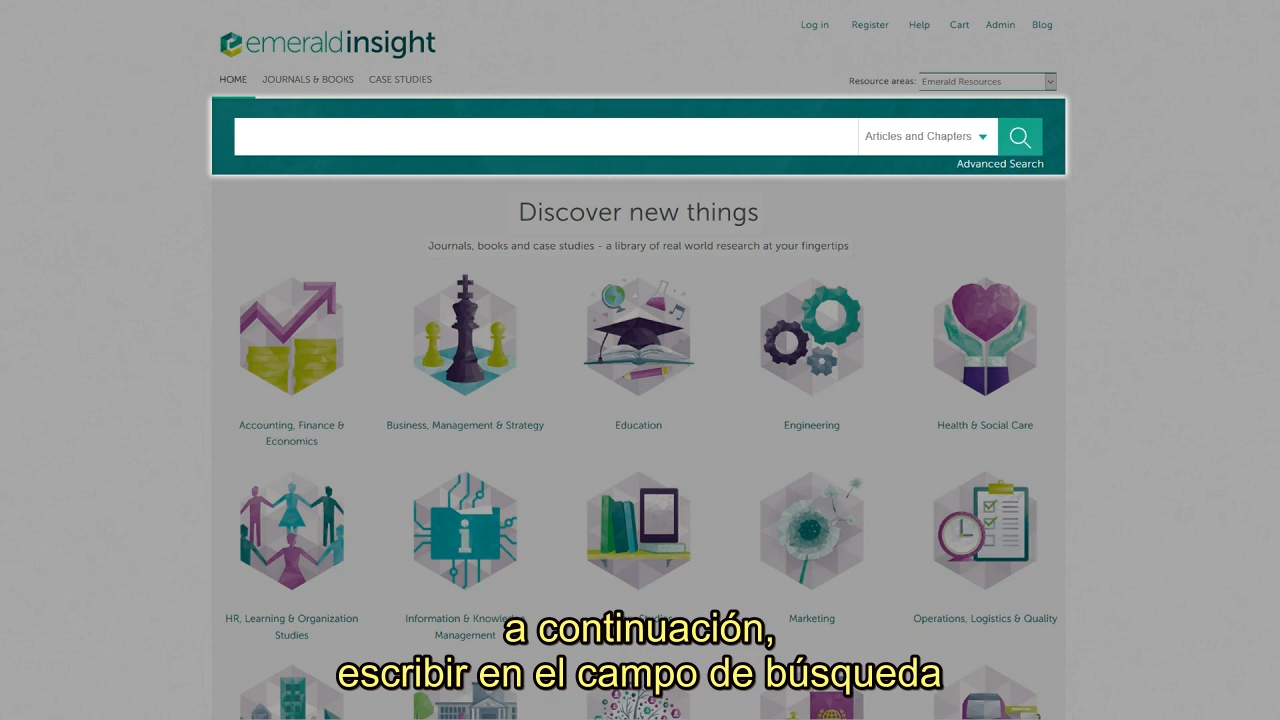 Log in Register Help Cart Admin Blog
emeraldinsight
HOME JOURNALS & BOOKS CASE STUDIES
Resource areas: Emerald Resources
Articles and Chapters
Advanced Search
Discover new things
Journals, books and case studies - a library of real world research at your fingertips
Accounting, Finance &
Economics
Business, Management & Strategy
Education
Engineering
Health & Social Care
HR, Learning & Organization
Studies
Information &
Management
Marketing
Operations, Logistics & Quality
a continuación,
escribir en el campo de búsqueda